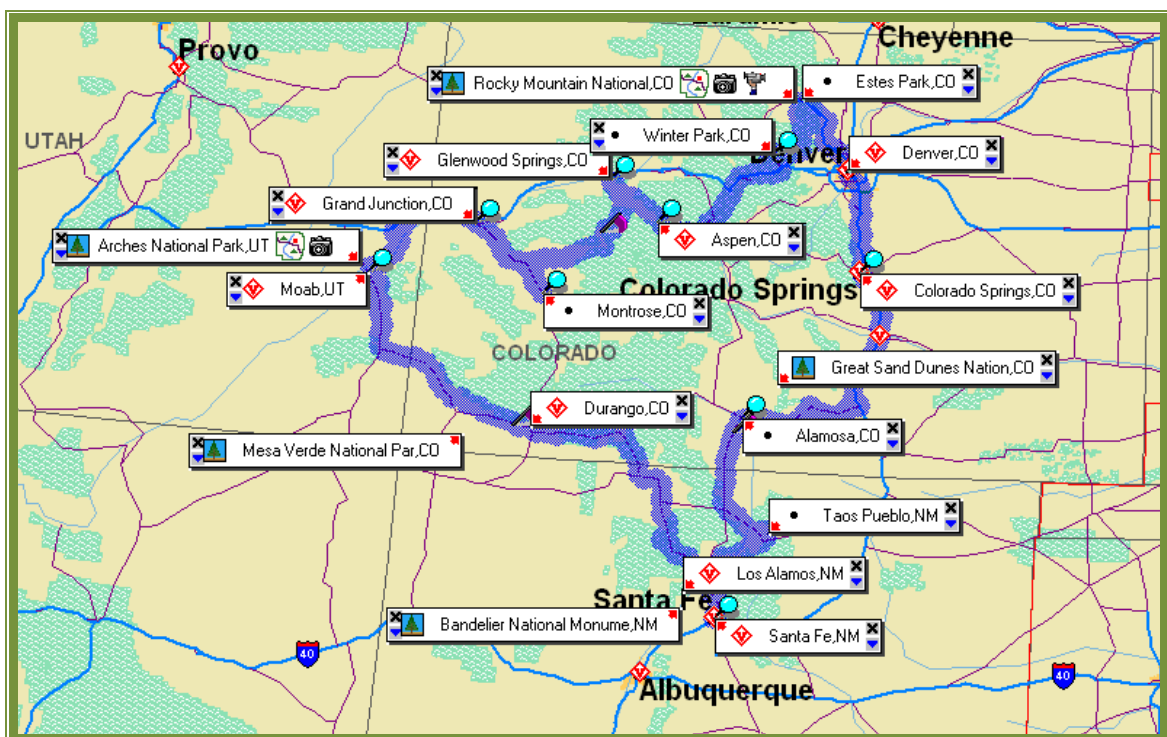 Laramie
Cheyenne
Provo
Rocky Mountain National,CO
Estes Park,CO
UTAH
Winter Park,CO
Denver
Denver,CO
Glenwood Springs,CO
Grand Junction,CO
Arches National Park,UT
Aspen,CO
Moab,UT
Colorado Springs
Colorado Springs,CO
Montrose,CO
COLORADO
Great Sand Dunes Nation,CO
Durango,CO
Alamosa,CO
Mesa Verde National Par,CO
Taos Pueblo,NM
Los Alamos,NM
Santa Fe
Bandelier National Monume,NM
Santa Fe,NM
40
40
Albuquerque